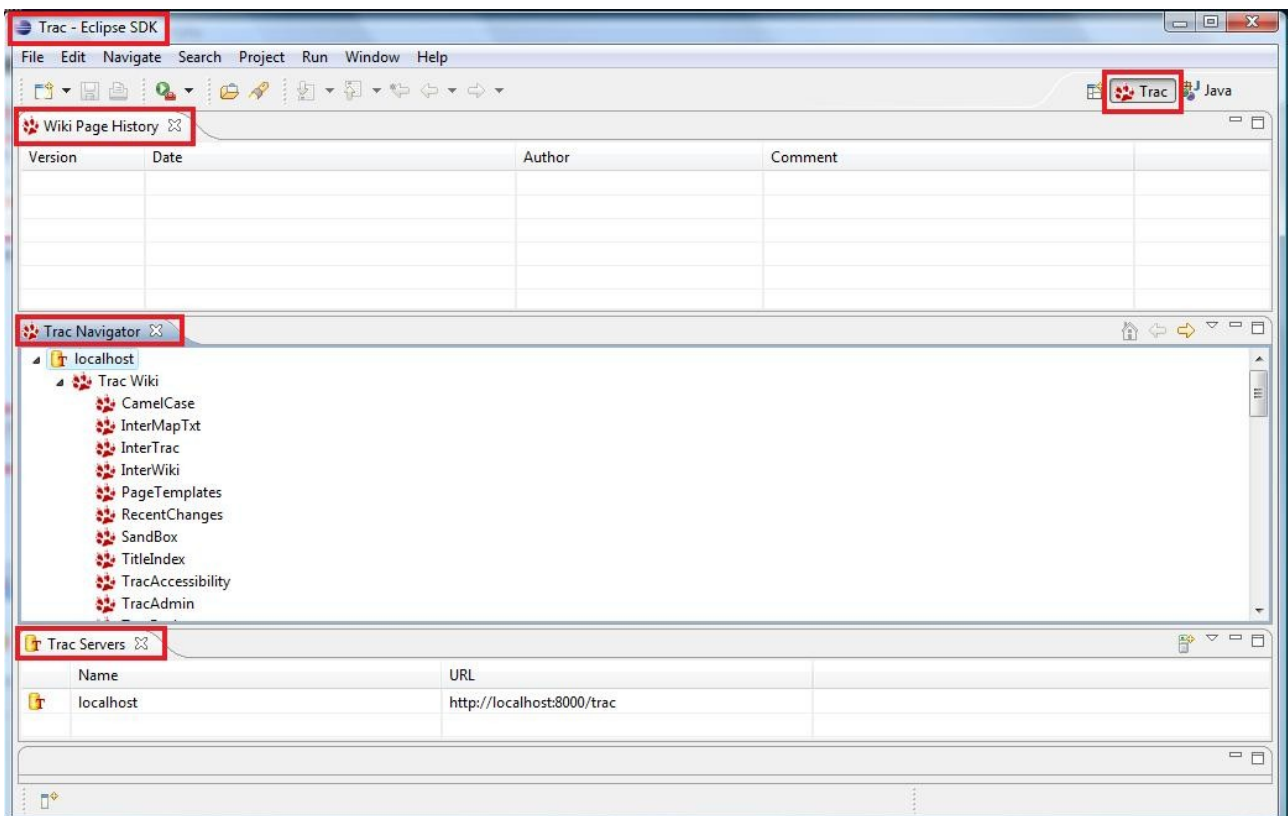 Trac - Eclipse SDK
File Edit Navigate Search Project Run Window Help
Trac Java
Wiki Page History
Version Date Author Comment
Trac Navigator
localhost
Trac Wiki
CamelCase
InterMapTxt
InterTrac
InterWiki
PageTemplates
RecentChanges
SandBox
TitleIndex
TracAccessibility
TracAdmin
Trac Servers
Name URL
localhost http://localhost:8000/trac